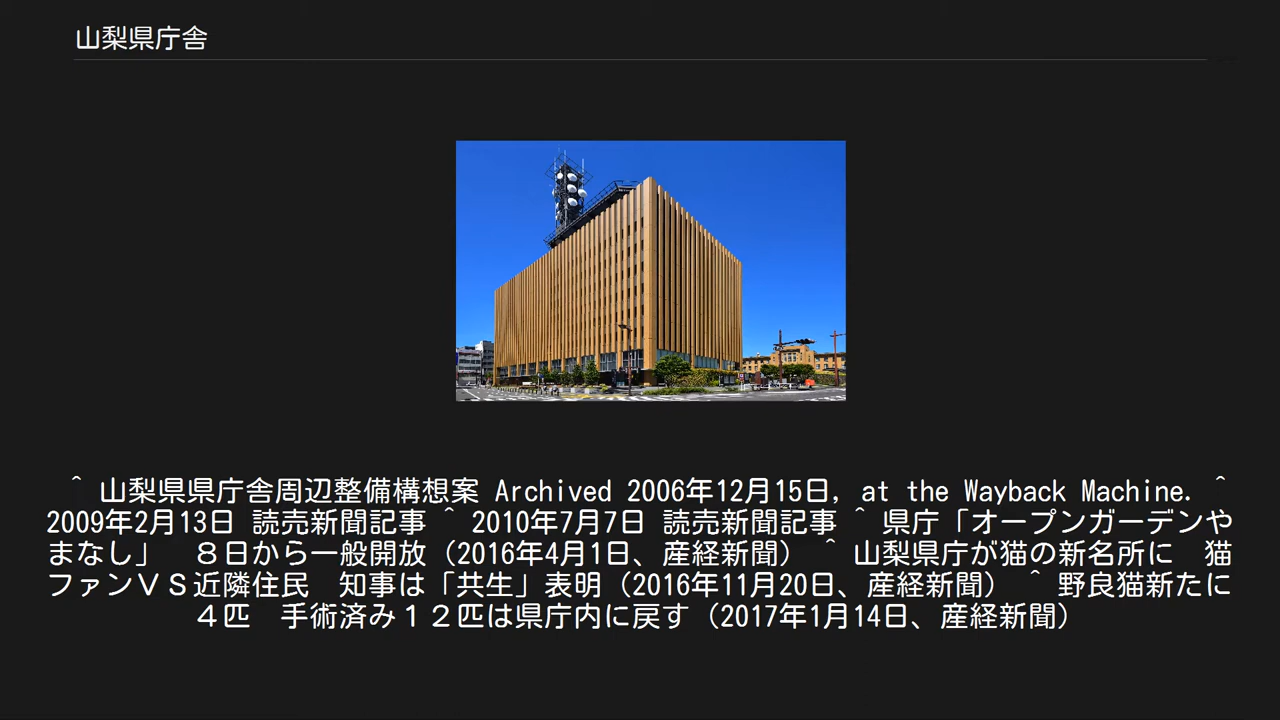 山梨県庁舎
^ 山梨県県庁舎周辺整備構想案 Archived 2006年12月15日, at the Wayback Machine. ^
2009年2月13日 読売新聞記事 ^ 2010年7月7日 読売新聞記事 ^ 県庁「オープンガーデンや
まなし」　８日から一般開放（2016年4月1日、産経新聞） ^ 山梨県庁が猫の新名所に　猫
ファンＶＳ近隣住民　知事は「共生」表明（2016年11月20日、産経新聞） ^ 野良猫新たに
４匹　手術済み１２匹は県庁内に戻す（2017年1月14日、産経新聞）